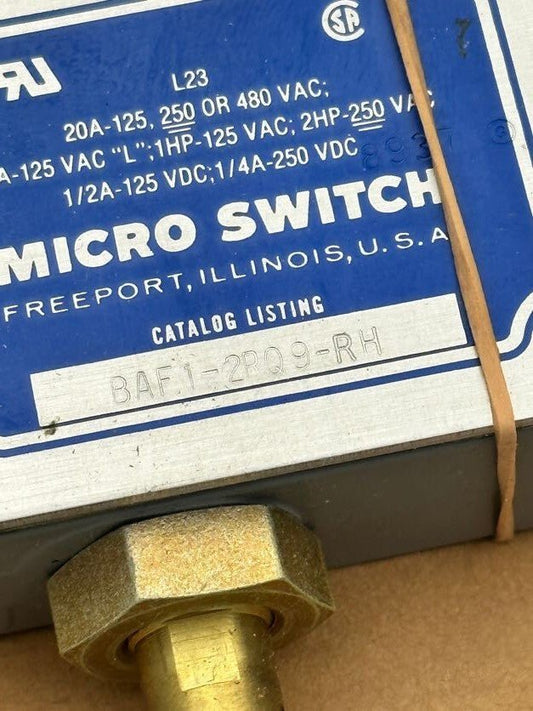 L23
20A-125, 250 OR 480 VAC;
A-125 VAC "L"; 1HP-125 VAC; 2HP-250 VAC
1/2A-125 VDC; 1/4A-250 VDC
8937
MICRO SWITCH
FREEPORT, ILLINOIS, U.S.A
CATALOG LISTING
BAF1-2RQ9-RH